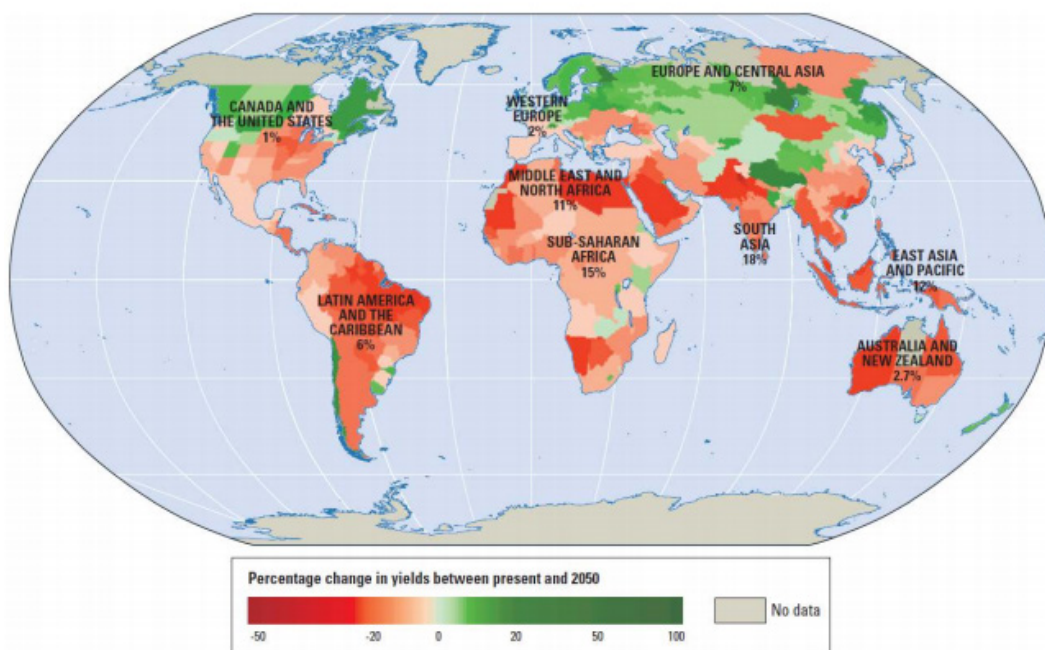 EUROPE AND CENTRAL ASIA
7%
CANADA AND
THE UNITED STATES
1%
WESTERN
EUROPE
2%
MIDDLE EAST AND
NORTH AFRICA
11%
SUB-SAHARAN
AFRICA
15%
SOUTH
ASIA
18%
EAST ASIA
AND PACIFIC
12%
LATIN AMERICA
AND THE
CARIBBEAN
6%
AUSTRALIA AND
NEW ZEALAND
2.7%
Percentage change in yields between present and 2050
-50 -20 0 20 50 100
No data